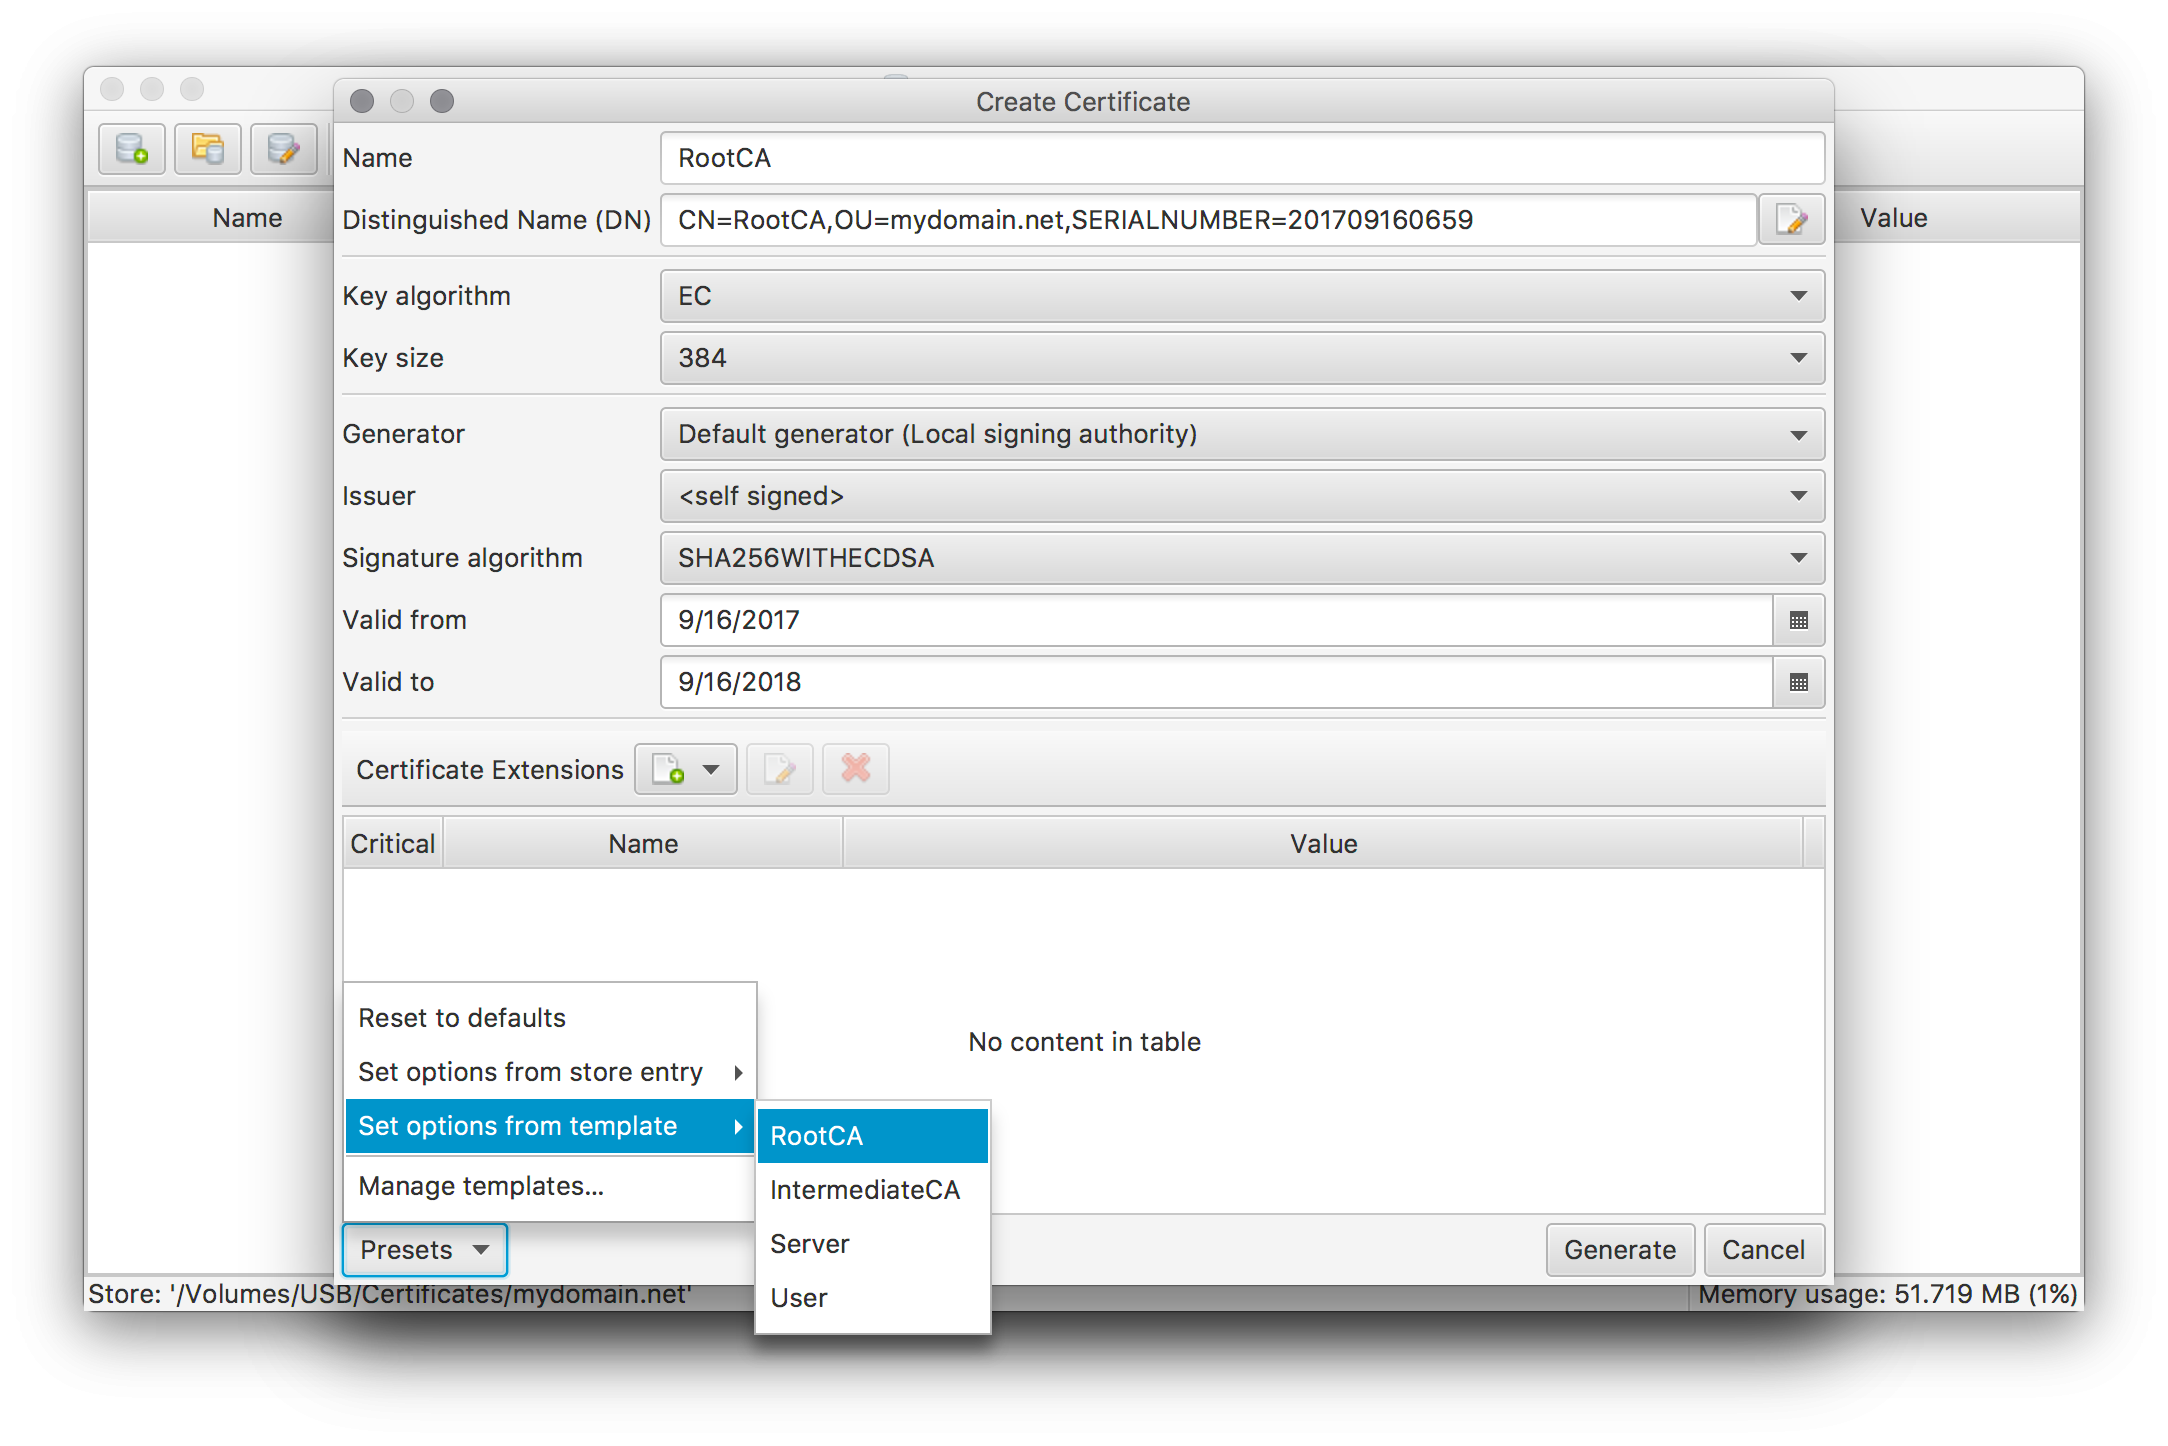 Create Certificate
Name RootCA
Distinguished Name (DN) CN=RootCA,OU=mydomain.net,SERIALNUMBER=201709160659
Name Value
Key algorithm EC
Key size 384
Generator Default generator (Local signing authority)
Issuer <self signed>
Signature algorithm SHA256WITHECDSA
Valid from 9/16/2017
Valid to 9/16/2018
Certificate Extensions
Critical Name Value
No content in table
Reset to defaults
Set options from store entry
Set options from template
Manage templates...
RootCA
IntermediateCA
Server
User
Presets Generate Cancel
Store: '/Volumes/USB/Certificates/mydomain.net' Memory usage: 51.719 MB (1%)